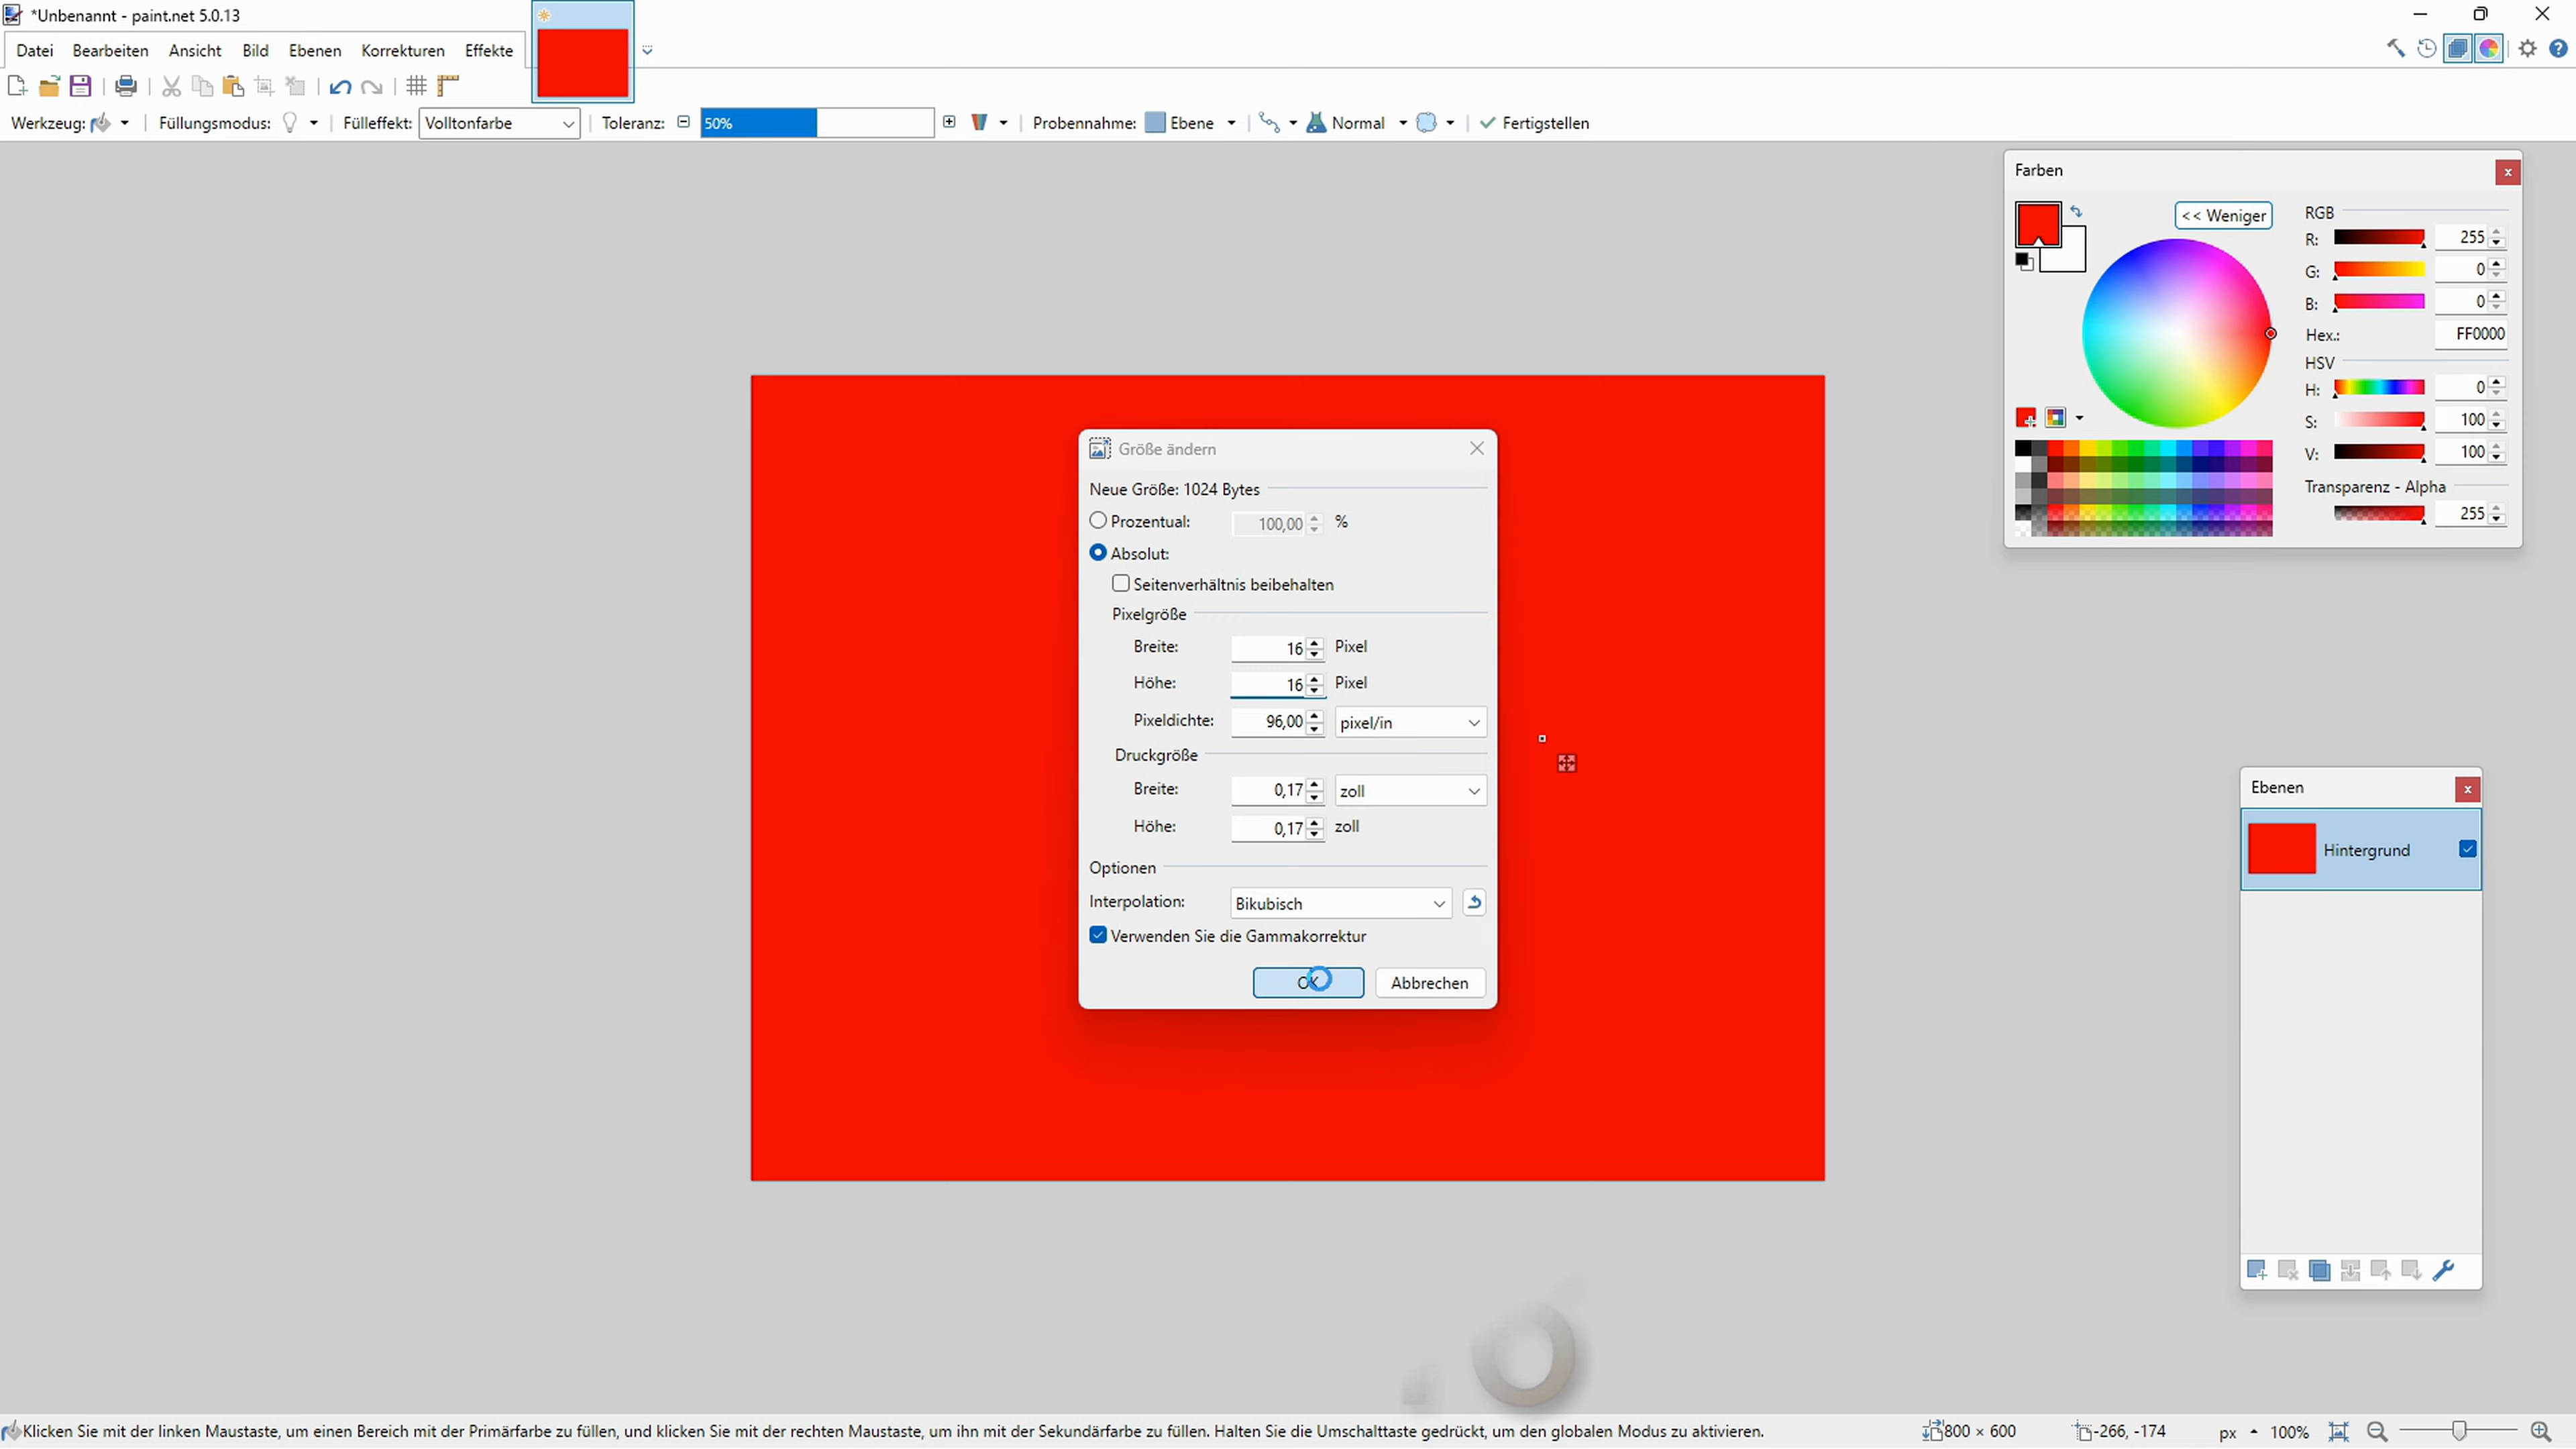 *Unbenannt - paint.net 5.0.13
Datei Bearbeiten Ansicht Bild Ebenen Korrekturen Effekte
Werkzeug: Füllungsmodus: Fülleffekt: Volltonfarbe Toleranz: 50% Probennahme: Ebene Normal Fertigstellen
Farben
<< Weniger
RGB
R: 255
G: 0
B: 0
Hex.: FF0000
HSV
H: 0
S: 100
V: 100
Transparenz - Alpha
255
Größe ändern
Neue Größe: 1024 Bytes
Prozentual: 100,00 %
Absolut:
Seitenverhältnis beibehalten
Pixelgröße
Breite: 16 Pixel
Höhe: 16 Pixel
Pixeldichte: 96,00 pixel/in
Druckgröße
Breite: 0,17 zoll
Höhe: 0,17 zoll
Optionen
Interpolation: Bikubisch
Verwenden Sie die Gammakorrektur
OK Abbrechen
Ebenen
Hintergrund
Klicken Sie mit der linken Maustaste, um einen Bereich mit der Primärfarbe zu füllen, und klicken Sie mit der rechten Maustaste, um ihn mit der Sekundärfarbe zu füllen. Halten Sie die Umschalttaste gedrückt, um den globalen Modus zu aktivieren. 800 × 600 -266, -174 px 100%